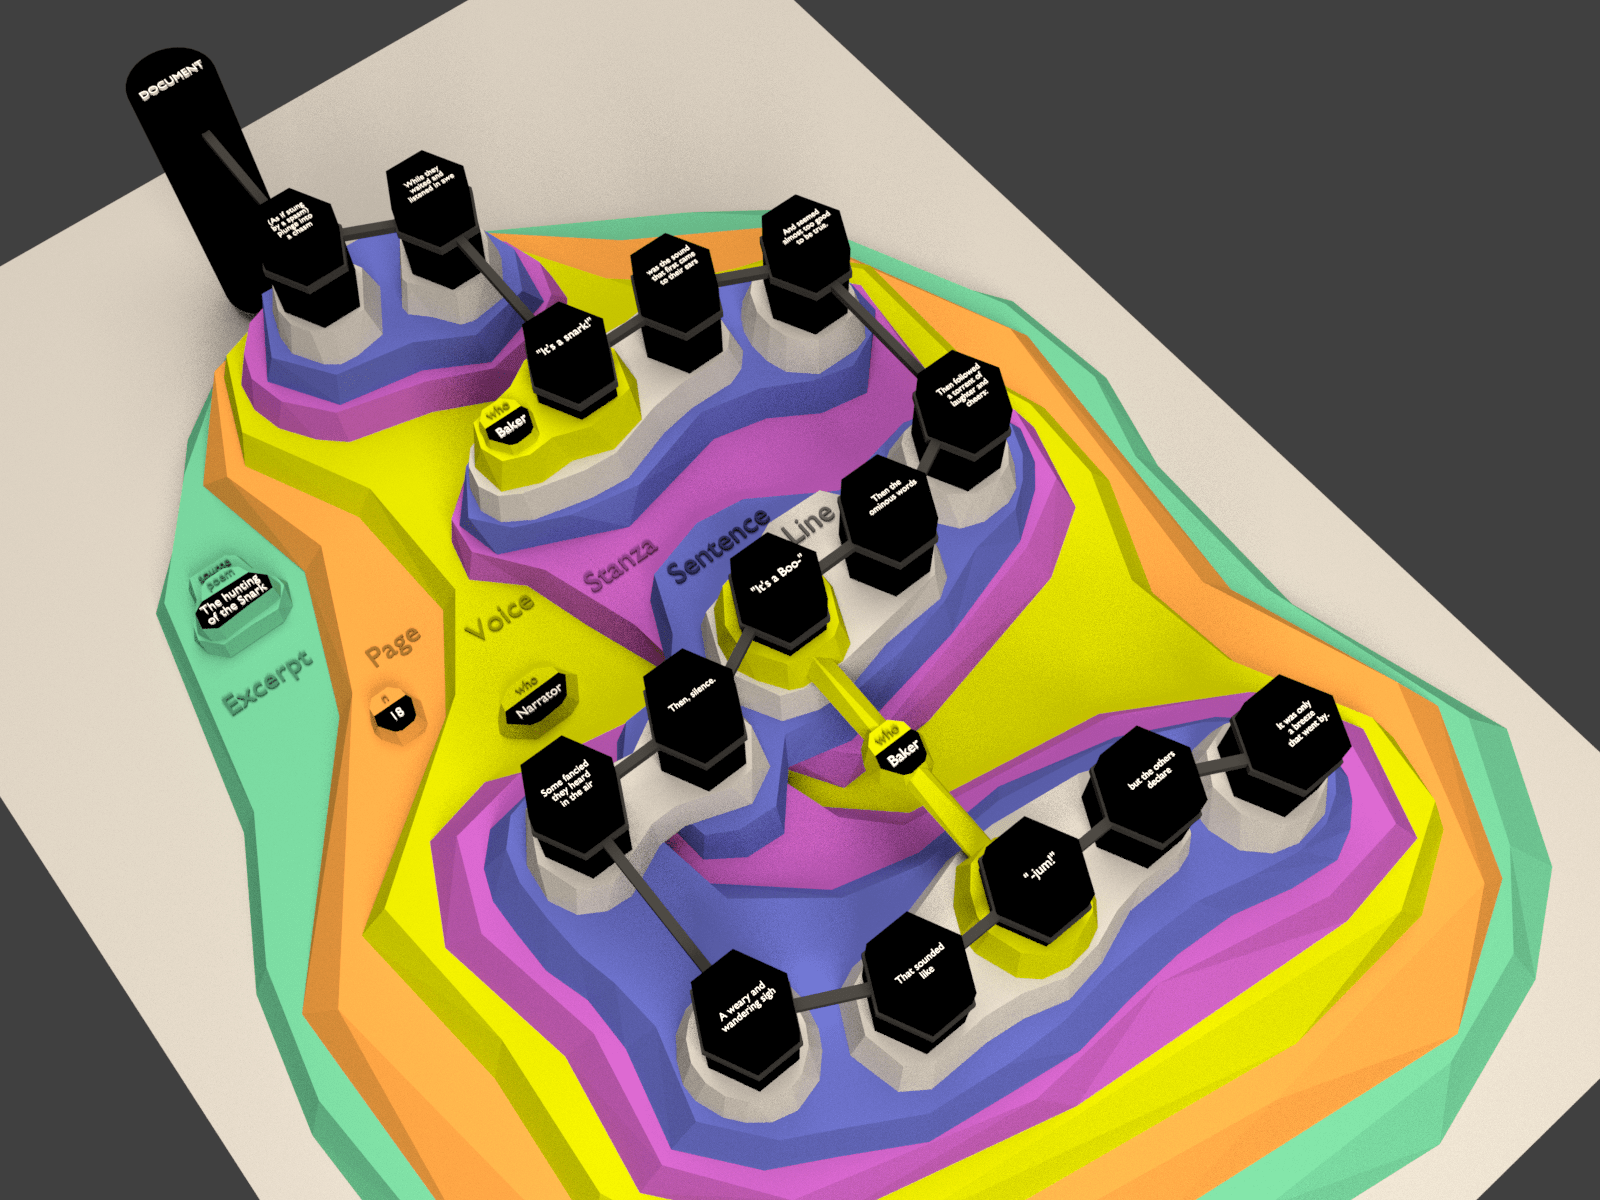 DOCUMENT
(As if stung
by a spasm)
plunge into
a chasm
While they
waited and
listened in awe
"It's a snark!"
who
Baker
was the sound
that first came
to their ears
And seemed
almost too good
to be true.
Then followed
a torrent of
laughter and
cheers:
Then the
ominous words
"It's a Boo-"
Stanza
Sentence
Line
Voice
Page
Excerpt
source
poem
The hunting
of the Snark
n
18
who
Narrator
who
Baker
Then, silence.
Some fancied
they heard
in the air
A weary and
wandering sigh
That sounded
like
"-jum!"
but the others
declare
It was only
a breeze
that went by.